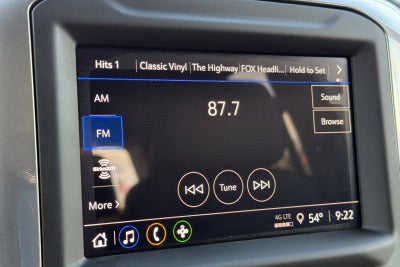 Hits 1 Classic Vinyl The Highway FOX Headli... Hold to Set
AM
87.7
Sound
FM
Browse
SiriusXM
Tune
More
4G LTE 54° 9:22